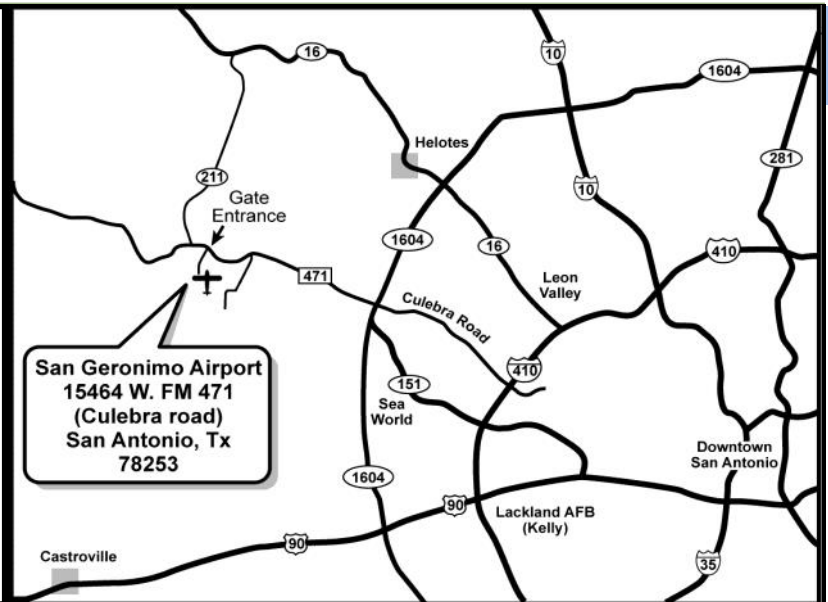 16
10
1604
Helotes
281
211
10
Gate
Entrance
1604
16
410
471
Leon
Valley
Culebra Road
San Geronimo Airport
15464 W. FM 471
(Culebra road)
San Antonio, Tx
78253
410
151
Sea
World
Downtown
San Antonio
1604
90
Lackland AFB
(Kelly)
90
Castroville
35